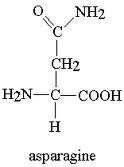 O NH2
C
CH2
H2N—C—COOH
H
asparagine